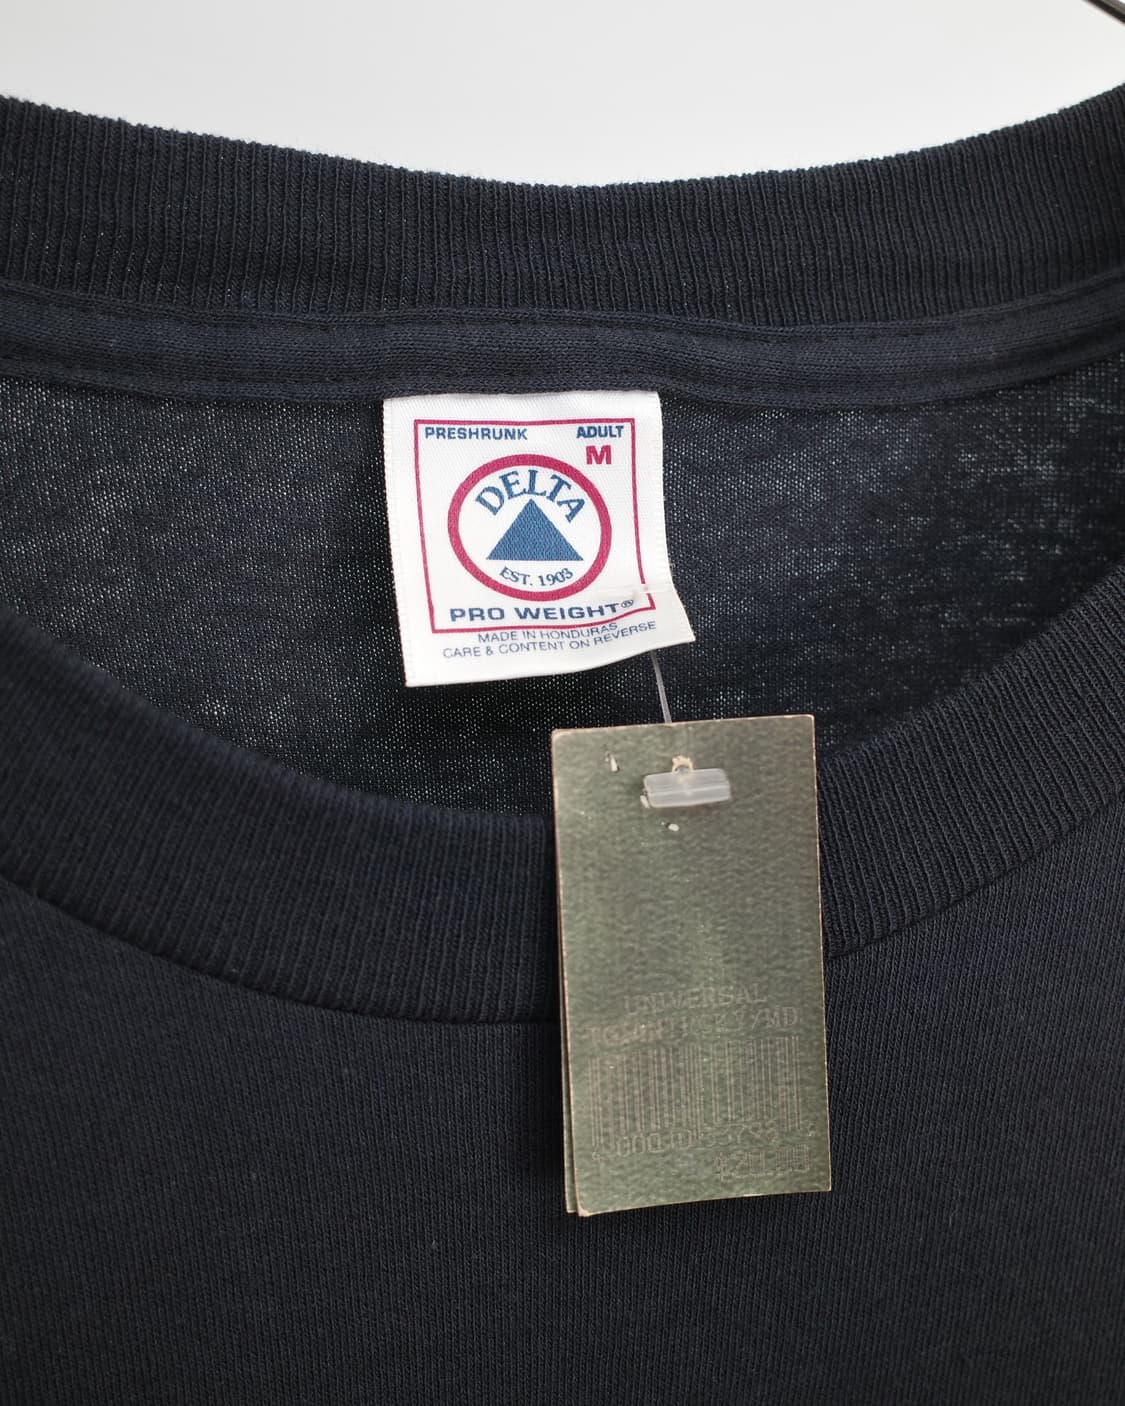 PRESHRUNK ADULT
M
DELTA
EST. 1903
PRO WEIGHT®
MADE IN HONDURAS
CARE & CONTENT ON REVERSE
UNIVERSAL